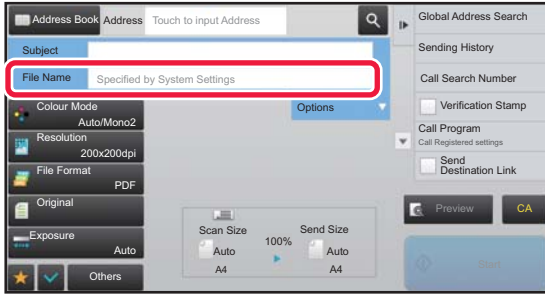 Address Book Address Touch to input Address
Subject
File Name Specified by System Settings
Colour Mode
Auto/Mono2
Options
Resolution
200x200dpi
File Format
PDF
Original
Exposure
Auto
Others
Scan Size
100%
Send Size
Auto
Auto
A4
A4
Global Address Search
Sending History
Call Search Number
Verification Stamp
Call Program
Call Registered settings
Send
Destination Link
Preview
CA
Start